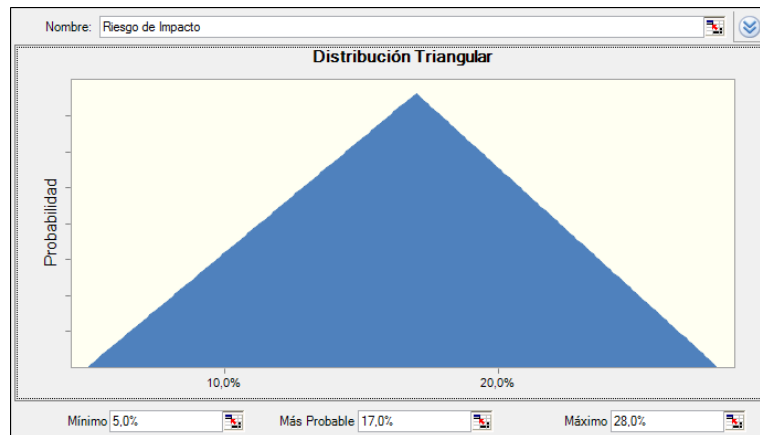 Nombre: Riesgo de Impacto
Distribución Triangular
Probabilidad
10,0% 20,0%
Mínimo 5,0% Más Probable 17,0% Máximo 28,0%